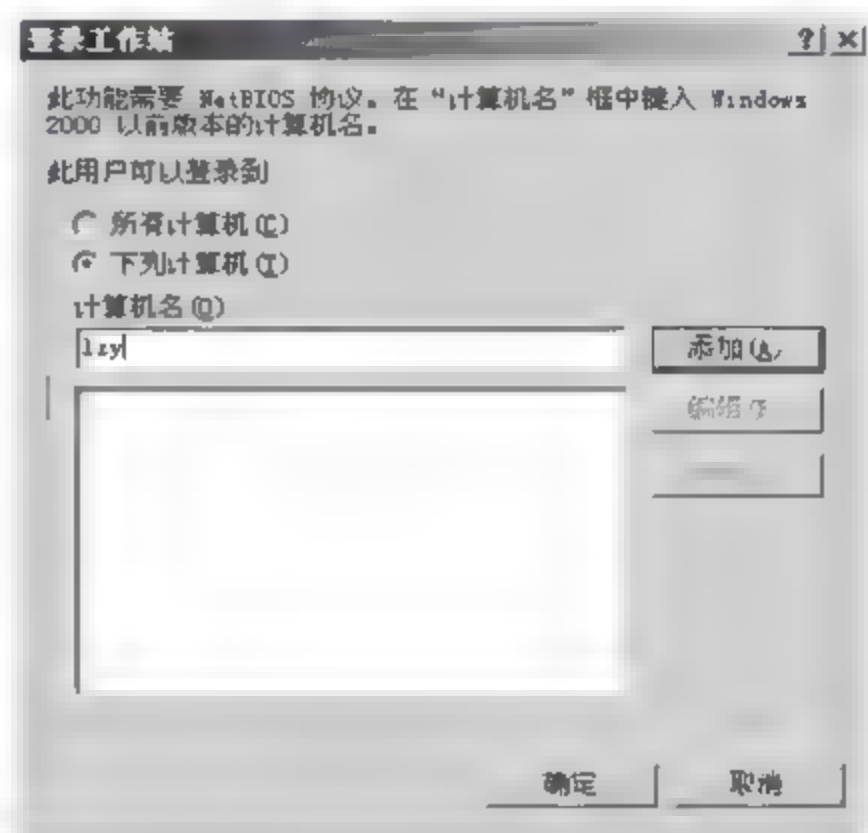 登录工作站
此功能需要 NetBIOS 协议。在“计算机名”框中键入 Windows
2000 以前版本的计算机名。
此用户可以登录到
所有计算机(C)
下列计算机(T)
计算机名(O)
lzy
添加(A)
编辑(E)
确定
取消